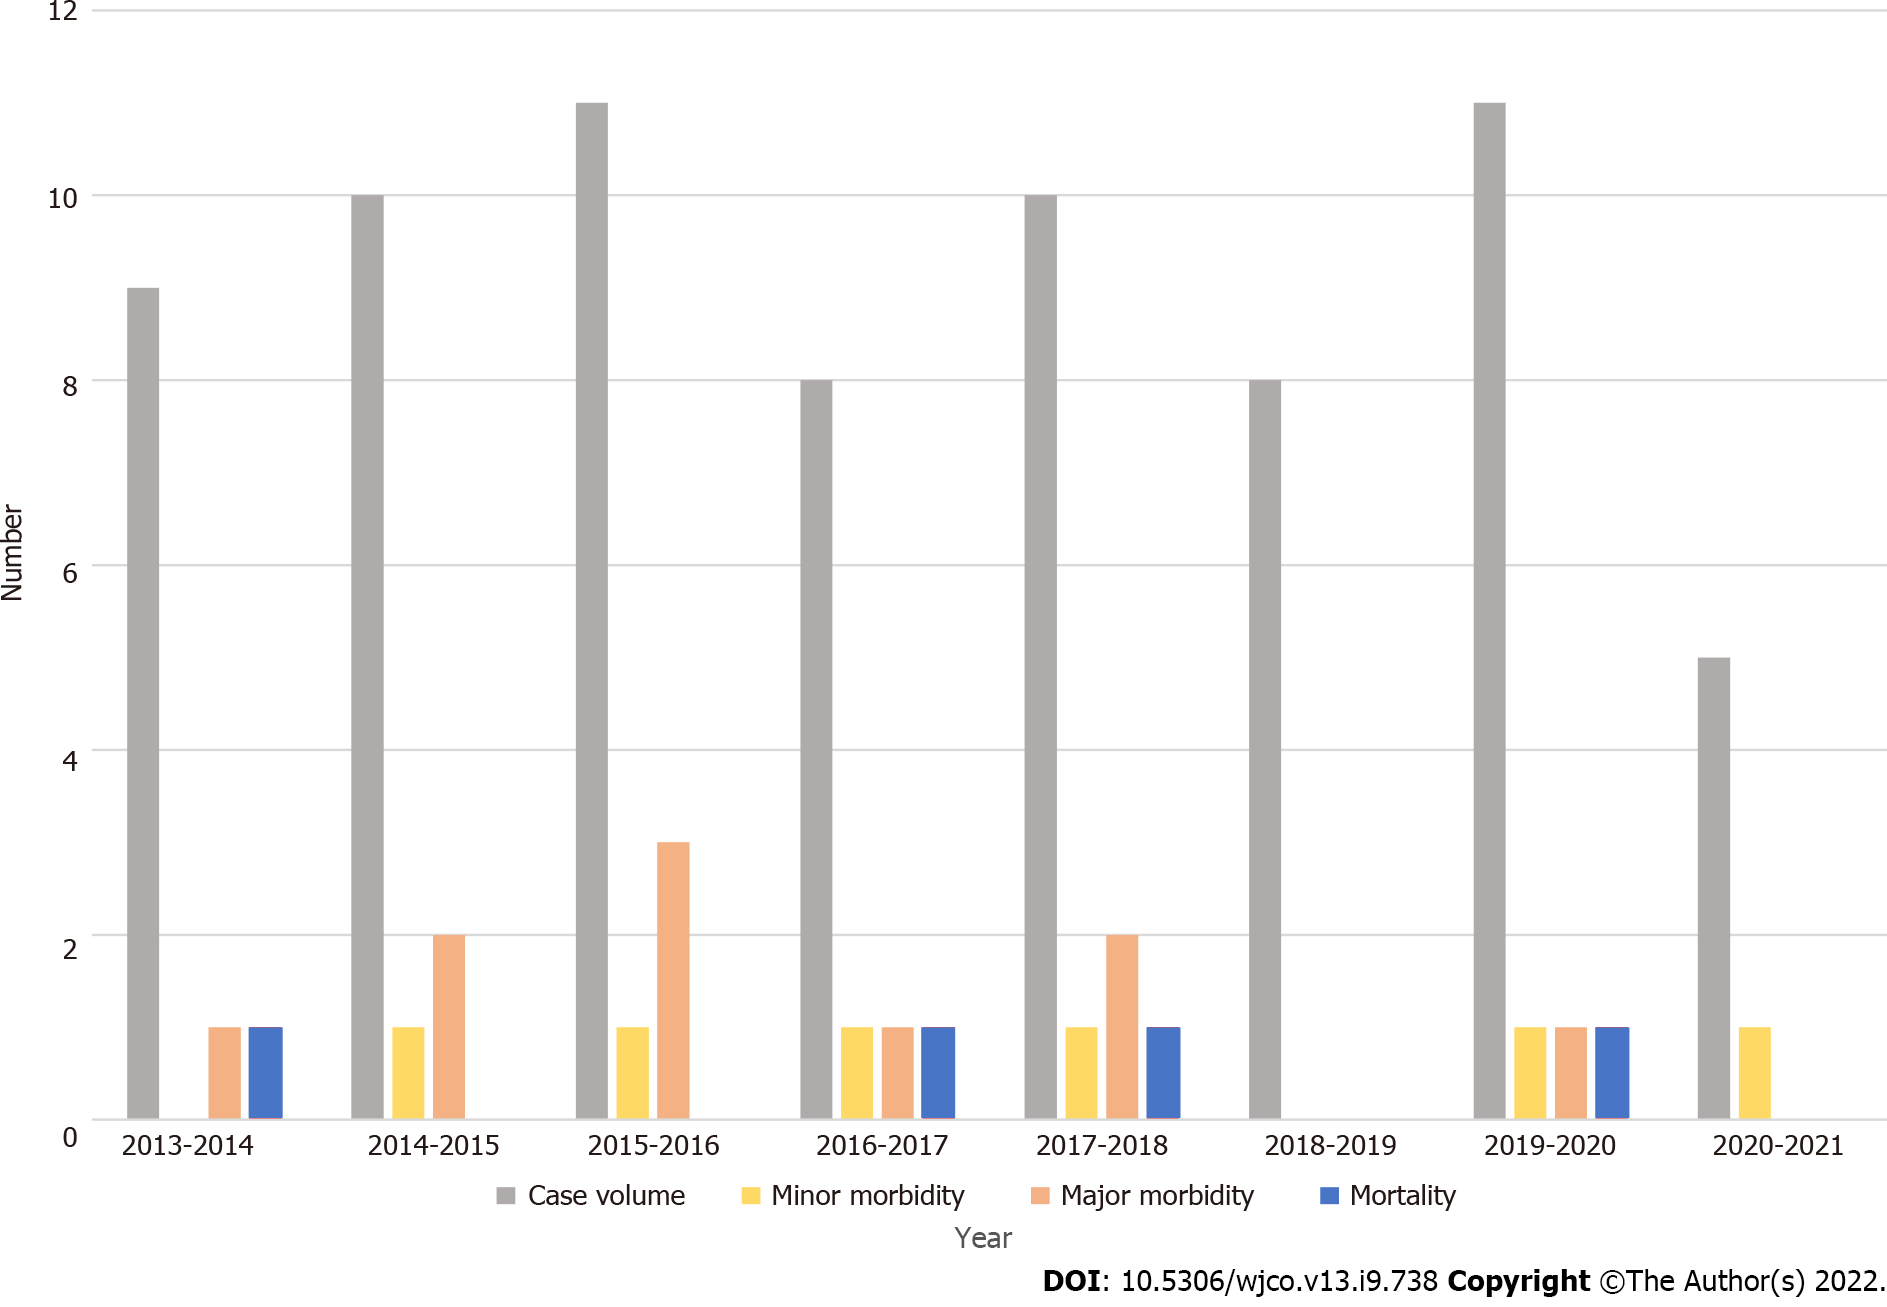 12
10
8
6
4
2
0
Number
2013-2014 2014-2015 2015-2016 2016-2017 2017-2018 2018-2019 2019-2020 2020-2021
Case volume Minor morbidity Major morbidity Mortality
Year
DOI: 10.5306/wjco.v13.i9.738 Copyright ©The Author(s) 2022.